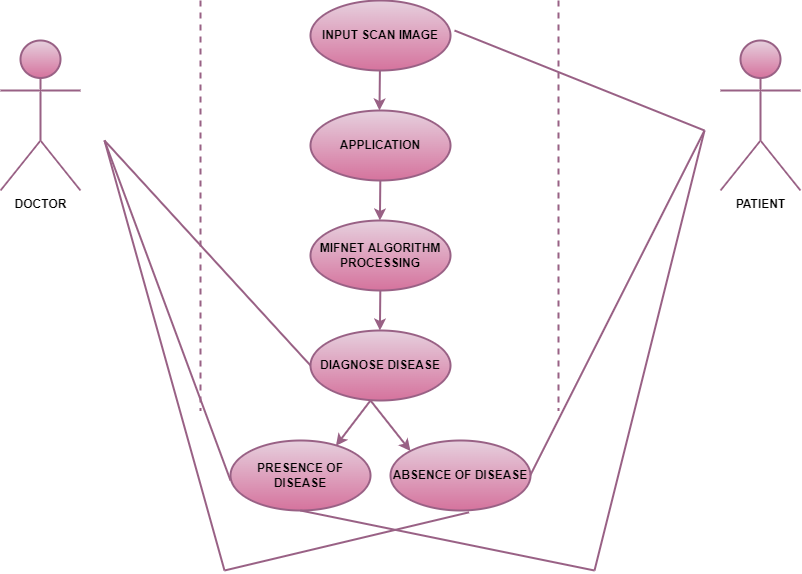 INPUT SCAN IMAGE
APPLICATION
DOCTOR
PATIENT
MIFNET ALGORITHM
PROCESSING
DIAGNOSE DISEASE
PRESENCE OF
DISEASE
ABSENCE OF DISEASE